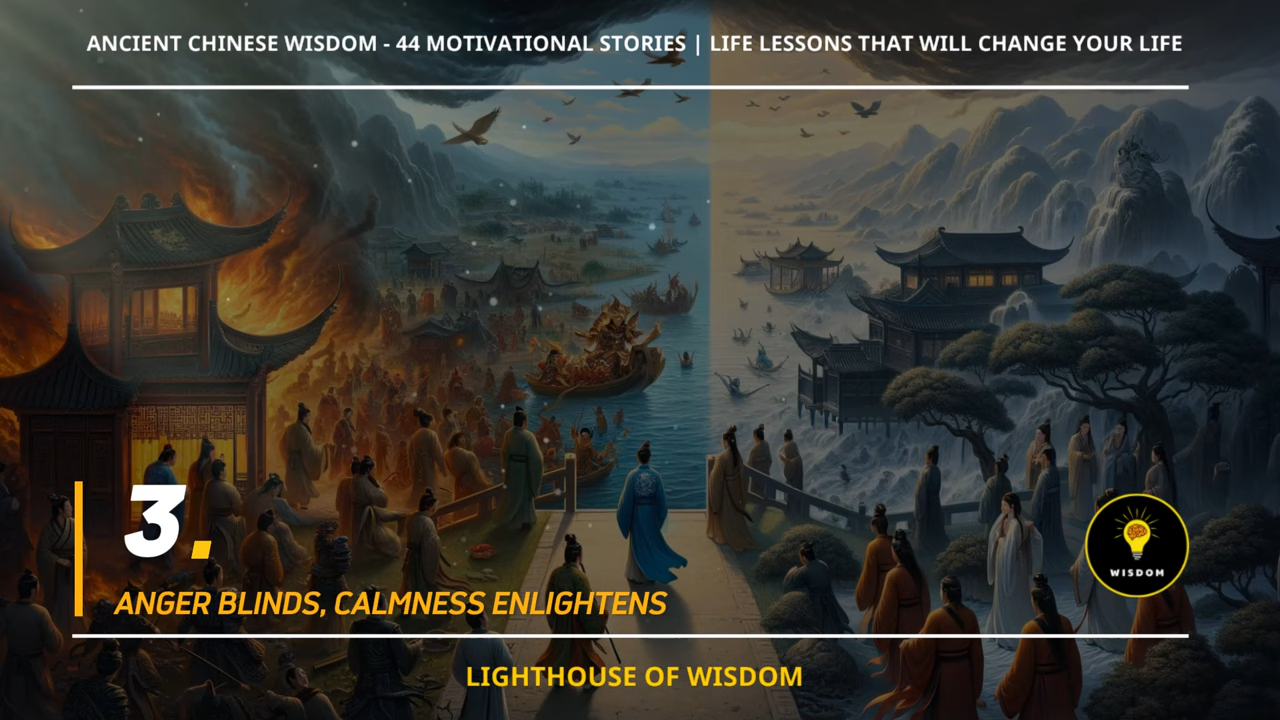 ANCIENT CHINESE WISDOM - 44 MOTIVATIONAL STORIES | LIFE LESSONS THAT WILL CHANGE YOUR LIFE
3.
ANGER BLINDS, CALMNESS ENLIGHTENS
WISDOM
LIGHTHOUSE OF WISDOM